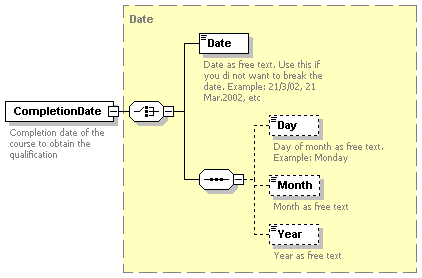 Date
Date
Date as free text. Use this if
you di not want to break the
date. Example: 21/3/02, 21
Mar.2002, etc
CompletionDate
Completion date of the
course to obtain the
qualification
Day
Day of month as free text.
Example: Monday
Month
Month as free text
Year
Year as free text